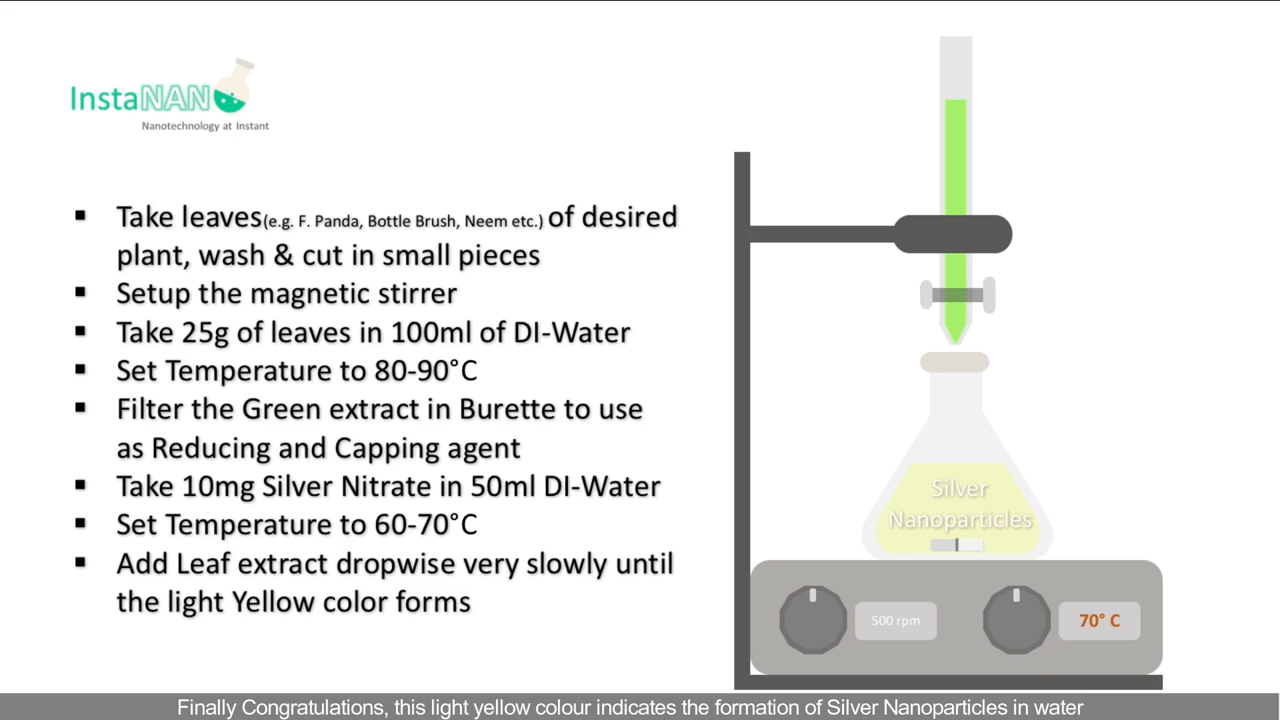 InstaNANO
Nanotechnology at Instant
▪ Take leaves(e.g. F. Panda, Bottle Brush, Neem etc.) of desired
plant, wash & cut in small pieces
▪ Setup the magnetic stirrer
▪ Take 25g of leaves in 100ml of DI-Water
▪ Set Temperature to 80-90°C
▪ Filter the Green extract in Burette to use
as Reducing and Capping agent
▪ Take 10mg Silver Nitrate in 50ml DI-Water
▪ Set Temperature to 60-70°C
▪ Add Leaf extract dropwise very slowly until
the light Yellow color forms
Silver
Nanoparticles
500 rpm
70° C
Finally Congratulations, this light yellow colour indicates the formation of Silver Nanoparticles in water